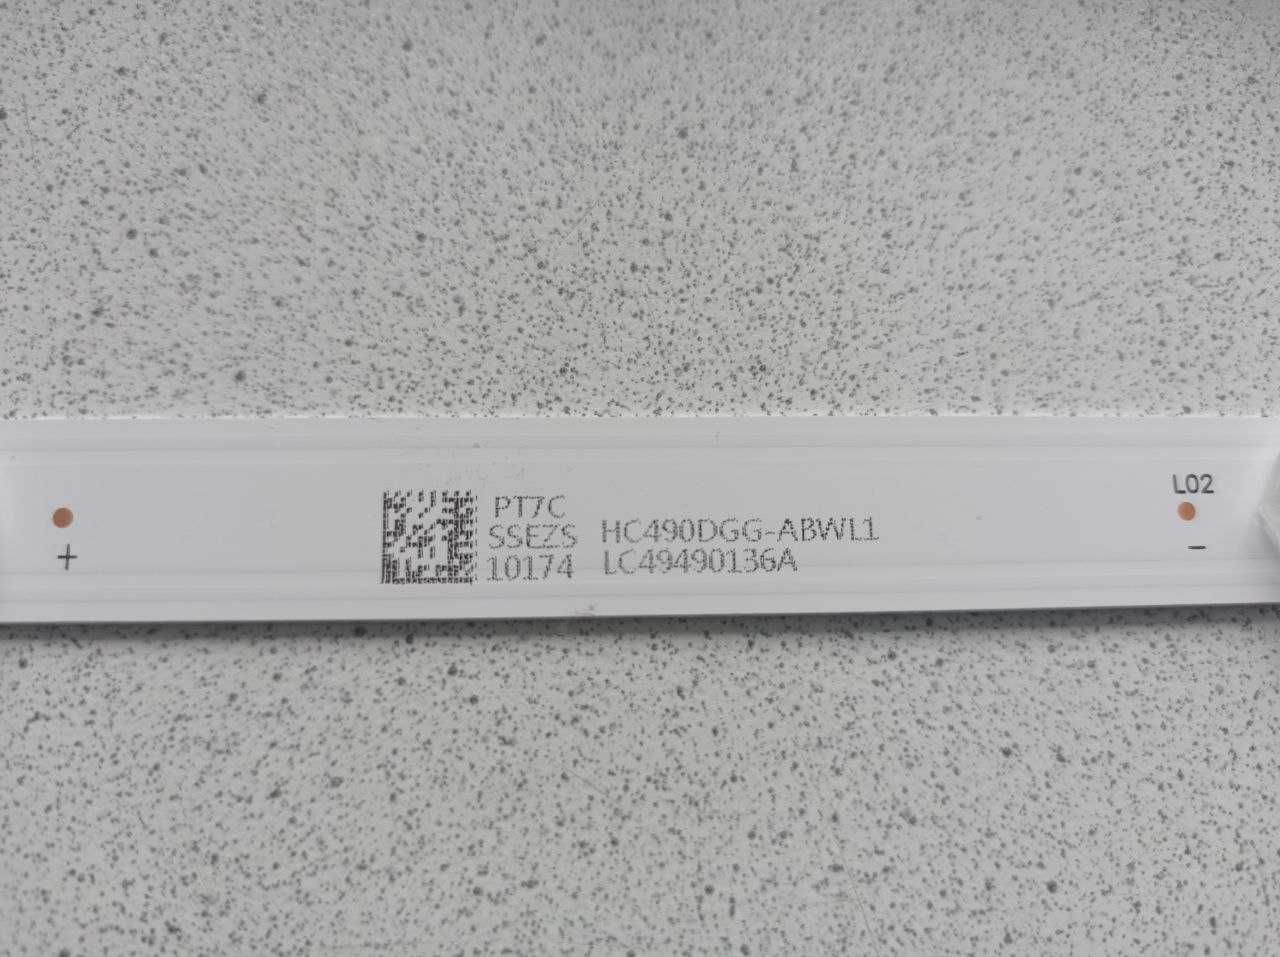 L02
PT7C
SSEZS HC490DGG-ABWL1
10174 LC49490136A
+ -